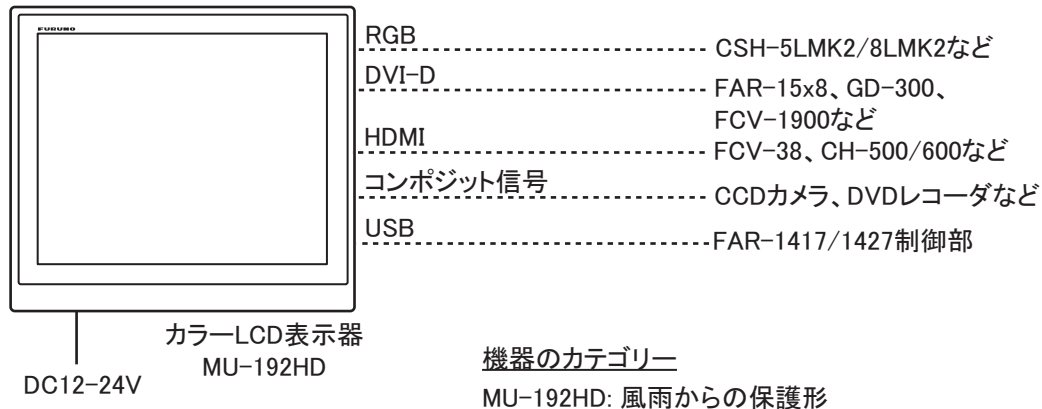 FURUNO
RGB
CSH-5LMK2/8LMK2など
DVI-D
FAR-15x8、GD-300、
FCV-1900など
HDMI
FCV-38、CH-500/600など
コンポジット信号
CCDカメラ、DVDレコーダなど
USB
FAR-1417/1427制御部
カラーLCD表示器
MU-192HD
DC12-24V
機器のカテゴリー
MU-192HD: 風雨からの保護形